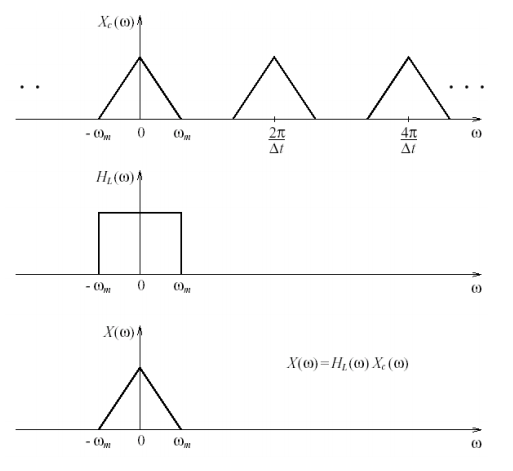 X_c(ω)
. . . . .
-ω_m 0 ω_m 2π/Δt 4π/Δt ω
H_L(ω)
-ω_m 0 ω_m ω
X(ω)
X(ω)=H_L(ω) X_c(ω)
-ω_m 0 ω_m ω